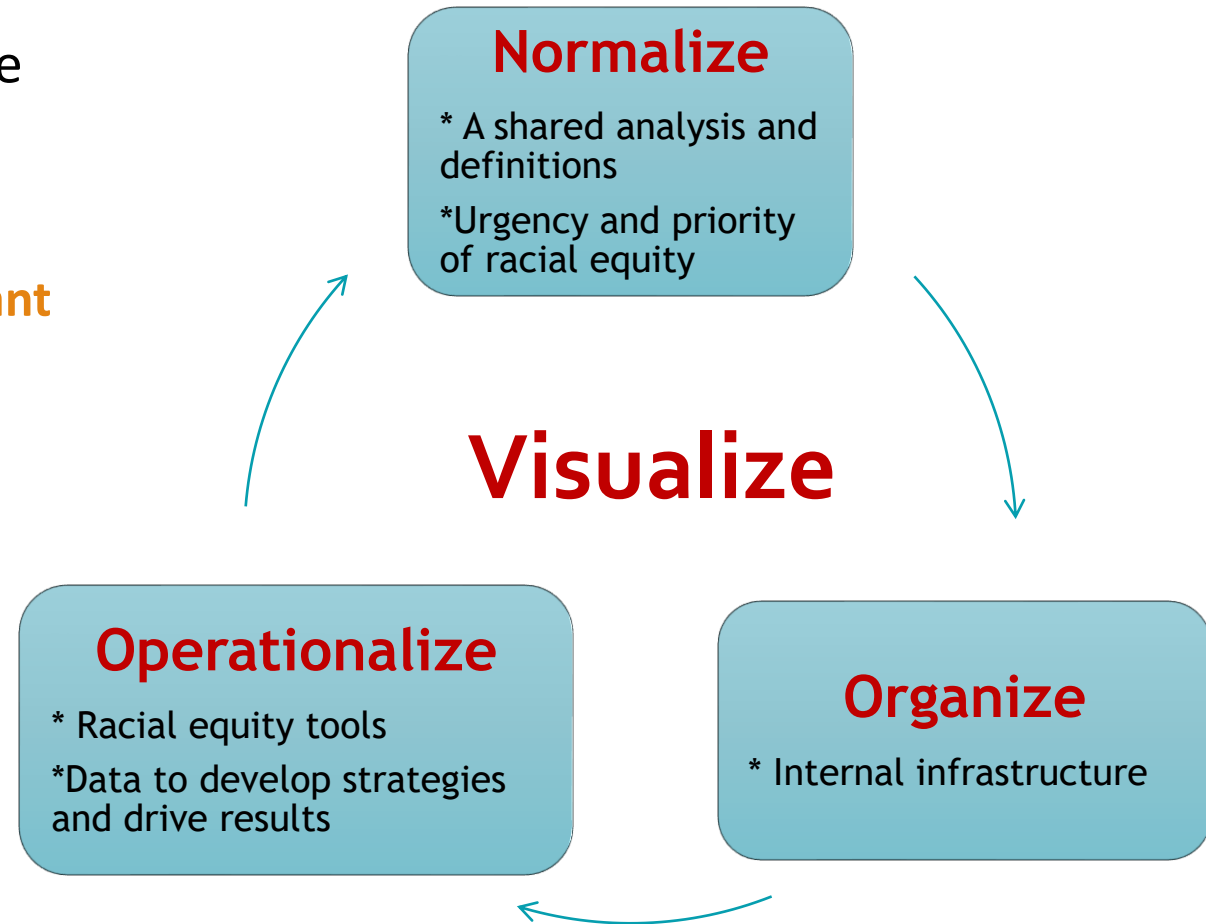 e
ant
Normalize
* A shared analysis and
definitions
*Urgency and priority
of racial equity
Visualize
Operationalize
* Racial equity tools
*Data to develop strategies
and drive results
Organize
* Internal infrastructure